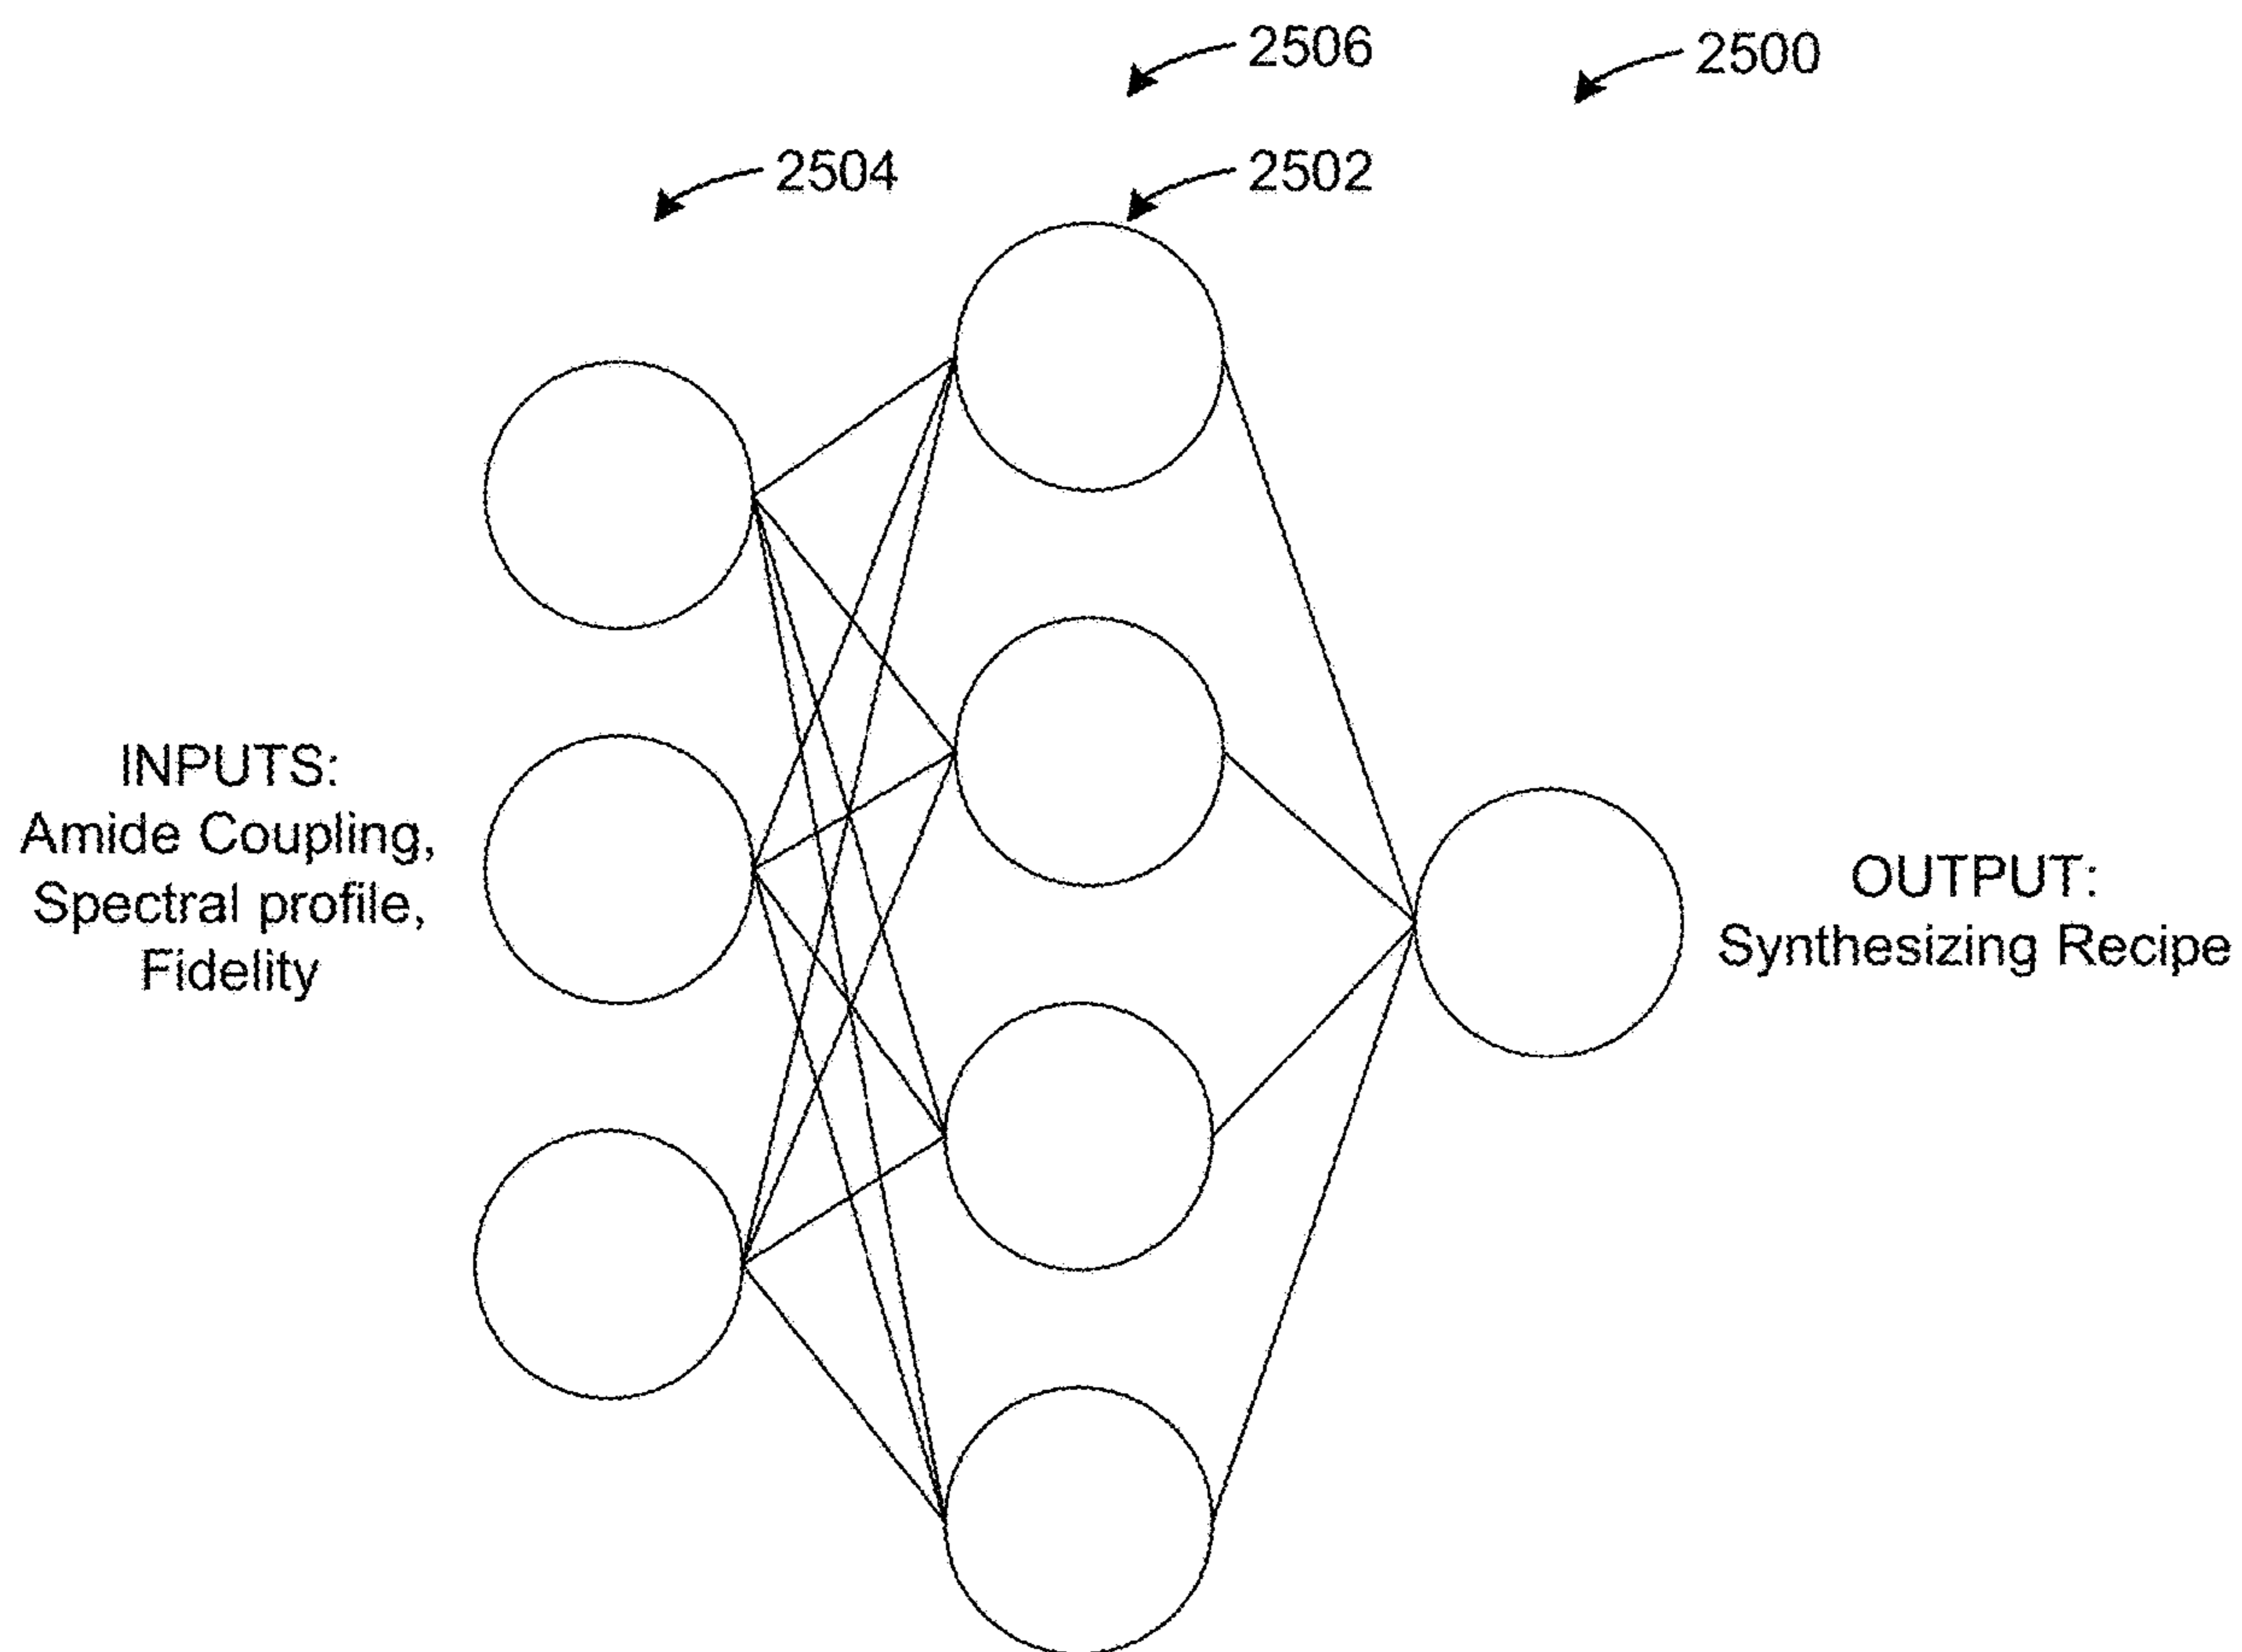 2506
2500
2504
2502
INPUTS:
Amide Coupling,
Spectral profile,
Fidelity
OUTPUT:
Synthesizing Recipe